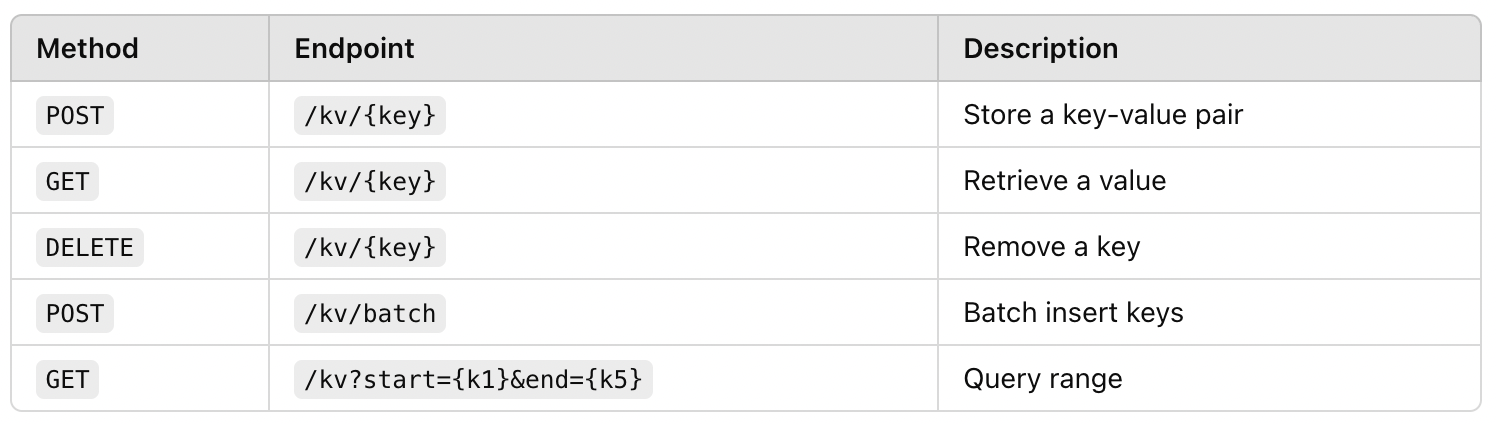 Method Endpoint Description
POST /kv/{key} Store a key-value pair
GET /kv/{key} Retrieve a value
DELETE /kv/{key} Remove a key
POST /kv/batch Batch insert keys
GET /kv?start={k1}&end={k5} Query range